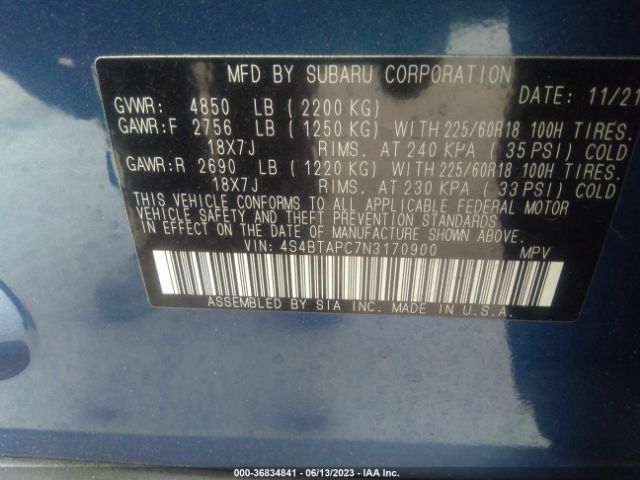 MFD BY SUBARU CORPORATION
DATE: 11/21
GVWR: 4850 LB (2200 KG)
GAWR:F 2756 LB (1250 KG) WITH 225/60R18 100H TIRES.
18X7J RIMS. AT 240 KPA 35 PSI) COLD
GAWR:R 2690 LB (1220 KG) WITH 225/60R18 100H TIRES.
18X7J RIMS. AT 230 KPA ( 33 PSI) COLD
THIS VEHICLE CONFORMS TO ALL APPLICABLE FEDERAL MOTOR
VEHICLE SAFETY AND THEFT PREVENTION STANDARDS
IN EFFECT ON THE DATE OF MANUFACTURE SHOWN ABOVE.
VIN: 4S4BTAPC7N3170900 MPV
ASSEMBLED BY SIA INC. MADE IN U.S.A.
000-36834841 - 06/13/2023 - IAA Inc.